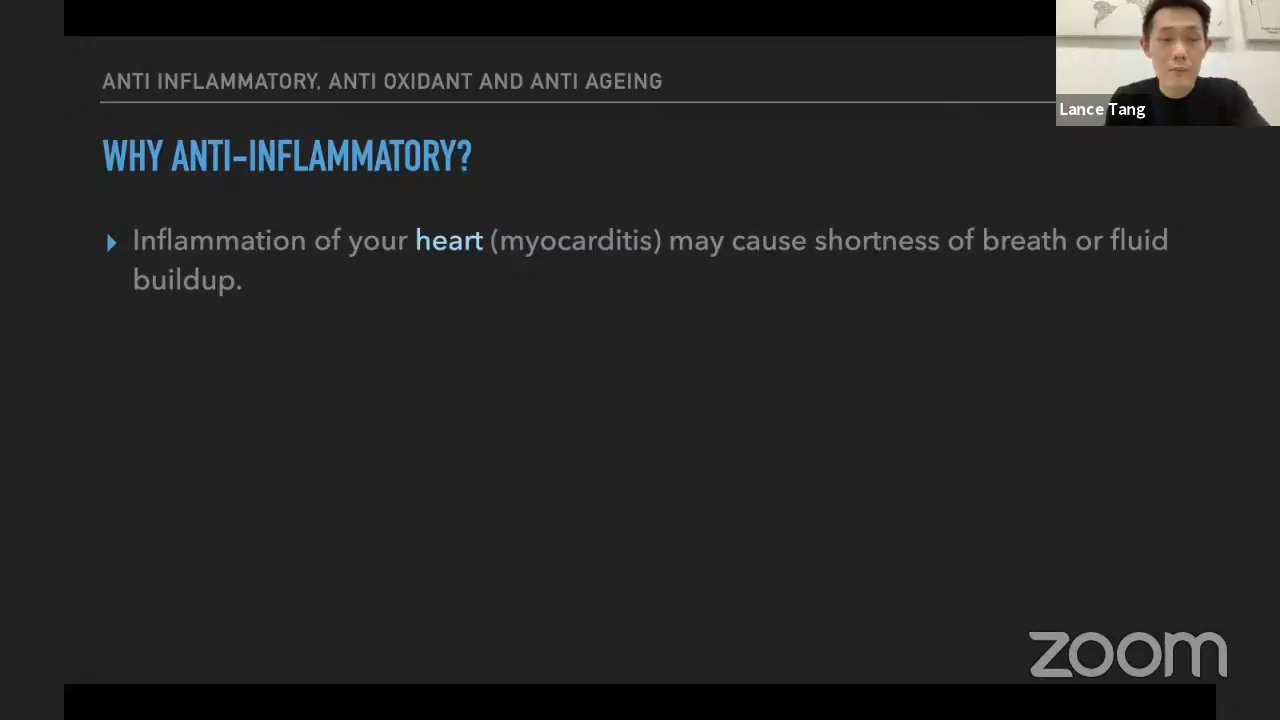 ANTI INFLAMMATORY, ANTI OXIDANT AND ANTI AGEING
Lance Tang
WHY ANTI-INFLAMMATORY?
Inflammation of your heart (myocarditis) may cause shortness of breath or fluid
buildup.
zoom